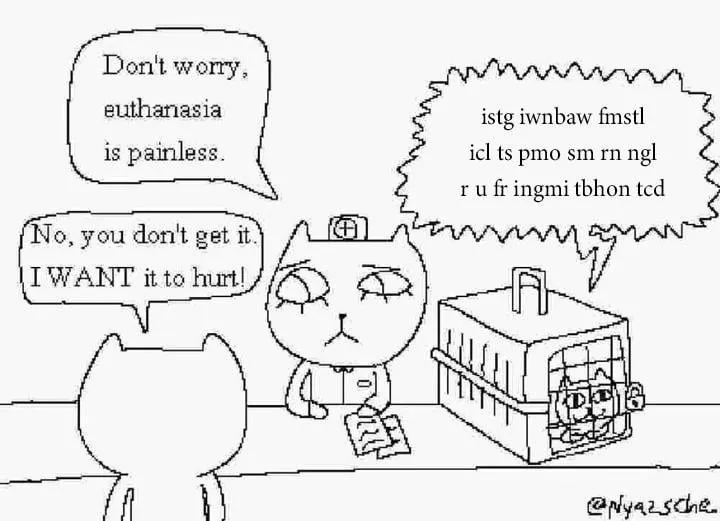 Don't worry,
euthanasia
is painless.
istg iwnbaw fmstl
icl ts pmo sm rn ngl
r u fr ingmi tbhon tcd
No, you don't get it.
I WANT it to hurt!